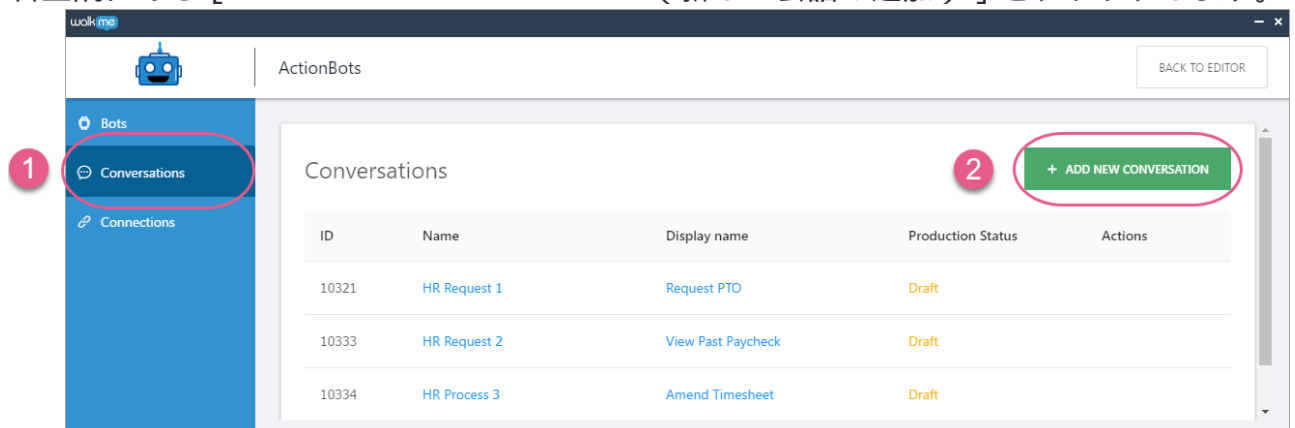 walkme
ActionBots
BACK TO EDITOR
Bots
1
Conversations
Connections
Conversations
2
+ ADD NEW CONVERSATION
ID Name Display name Production Status Actions
10321 HR Request 1 Request PTO Draft
10333 HR Request 2 View Past Paycheck Draft
10334 HR Process 3 Amend Timesheet Draft